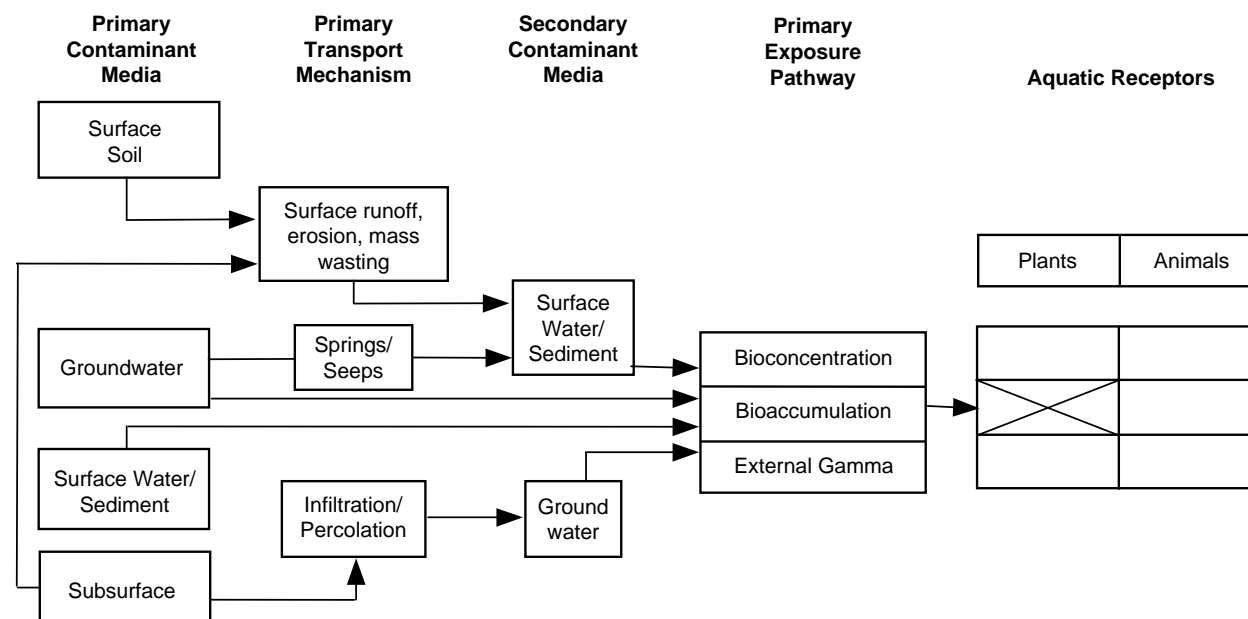 Primary
Contaminant
Media
Primary
Transport
Mechanism
Secondary
Contaminant
Media
Primary
Exposure
Pathway
Aquatic Receptors
Surface
Soil
Surface runoff,
erosion, mass
wasting
Plants
Animals
Groundwater
Springs/
Seeps
Surface
Water/
Sediment
Bioconcentration
Bioaccumulation
External Gamma
Surface Water/
Sediment
Infiltration/
Percolation
Ground
water
Subsurface